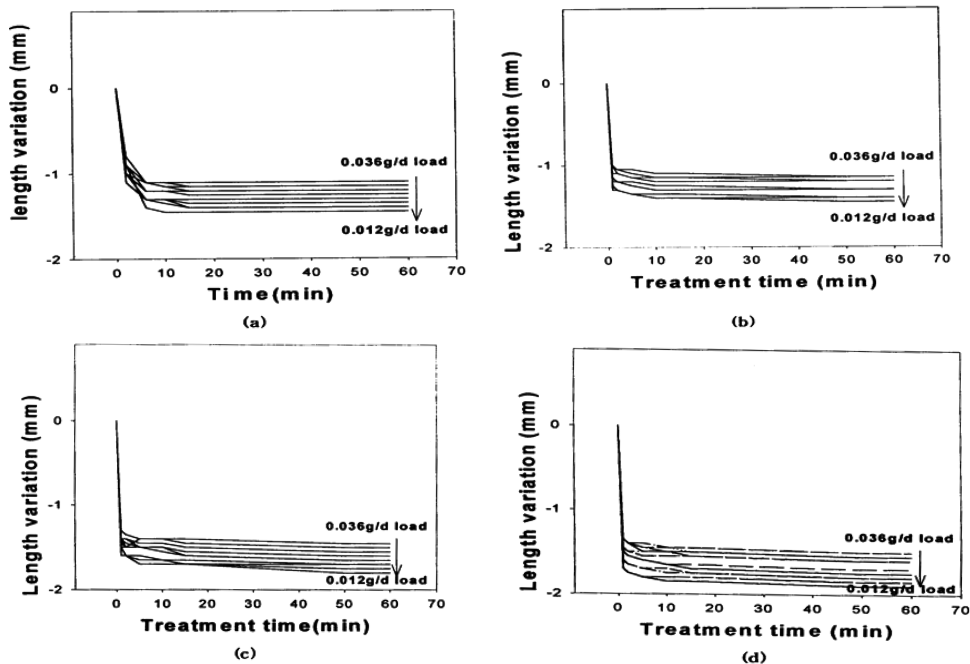 length variation (mm)
0
-1
-2
0.036g/d load
0.012g/d load
0 10 20 30 40 50 60 70
Time(min)
(a)
Length variation (mm)
0
-1
-2
0.036g/d load
0.012g/d load
0 10 20 30 40 50 60 70
Treatment time (min)
(b)
Length variation (mm)
0
-1
-2
0.036g/d load
0.012g/d load
0 10 20 30 40 50 60 70
Treatment time(min)
(c)
Length variation (mm)
0
-1
-2
0.036g/d load
0.012g/d load
0 10 20 30 40 50 60 70
Treatment time (min)
(d)